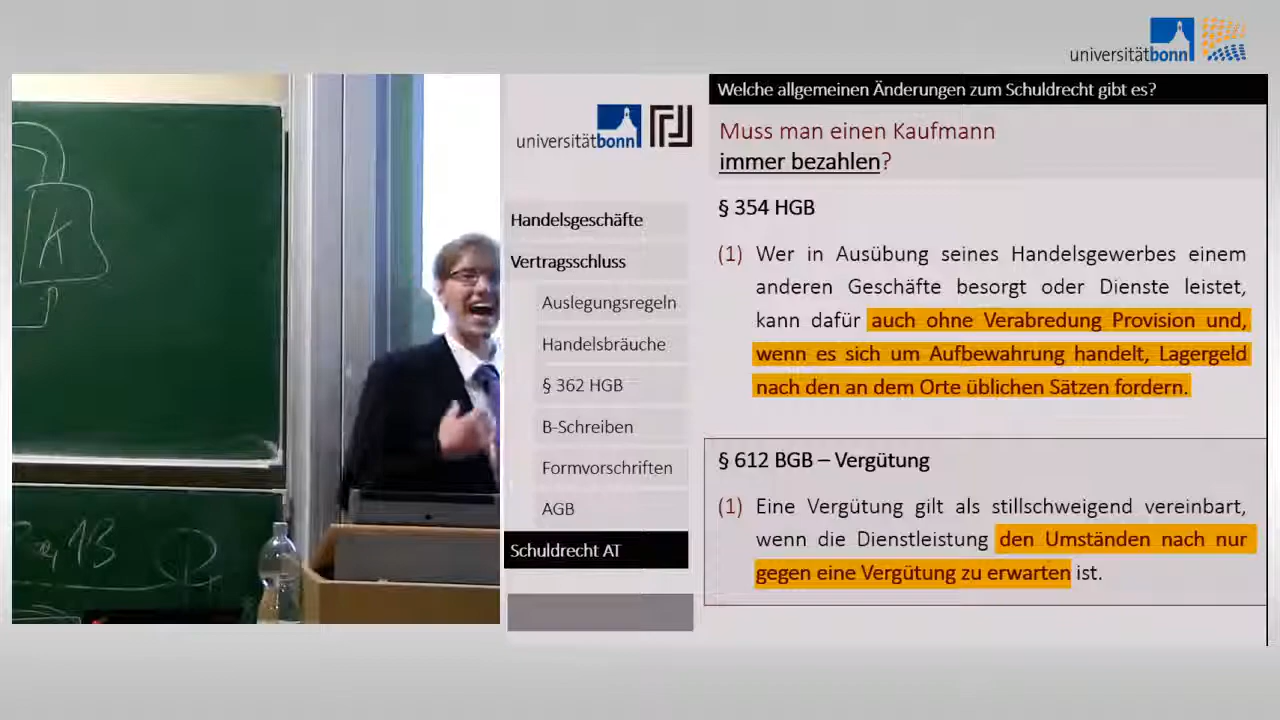 universitätbonn
Welche allgemeinen Änderungen zum Schuldrecht gibt es?
universitätbonn
Muss man einen Kaufmann
immer bezahlen?
Handelsgeschäfte
Vertragsschluss
Auslegungsregeln
Handelsbräuche
§ 362 HGB
B-Schreiben
Formvorschriften
AGB
Schuldrecht AT
§ 354 HGB
(1) Wer in Ausübung seines Handelsgewerbes einem
anderen Geschäfte besorgt oder Dienste leistet,
kann dafür auch ohne Verabredung Provision und,
wenn es sich um Aufbewahrung handelt, Lagergeld
nach den an dem Orte üblichen Sätzen fordern.
§ 612 BGB – Vergütung
(1) Eine Vergütung gilt als stillschweigend vereinbart,
wenn die Dienstleistung den Umständen nach nur
gegen eine Vergütung zu erwarten ist.
K